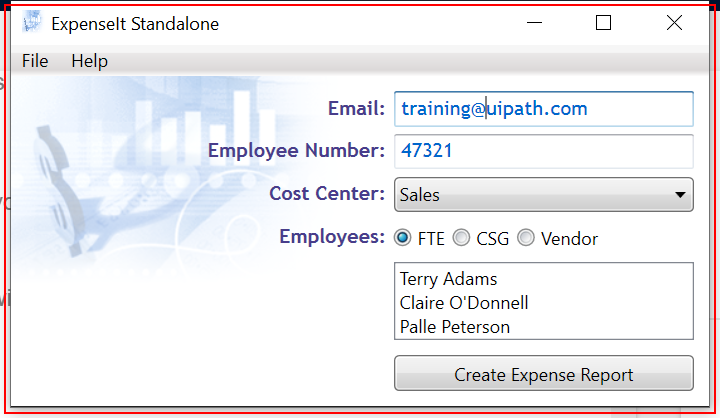 ExpenseIt Standalone
File Help
Email: training@uipath.com
Employee Number: 47321
Cost Center: Sales
Employees: FTE CSG Vendor
Terry Adams
Claire O'Donnell
Palle Peterson
Create Expense Report